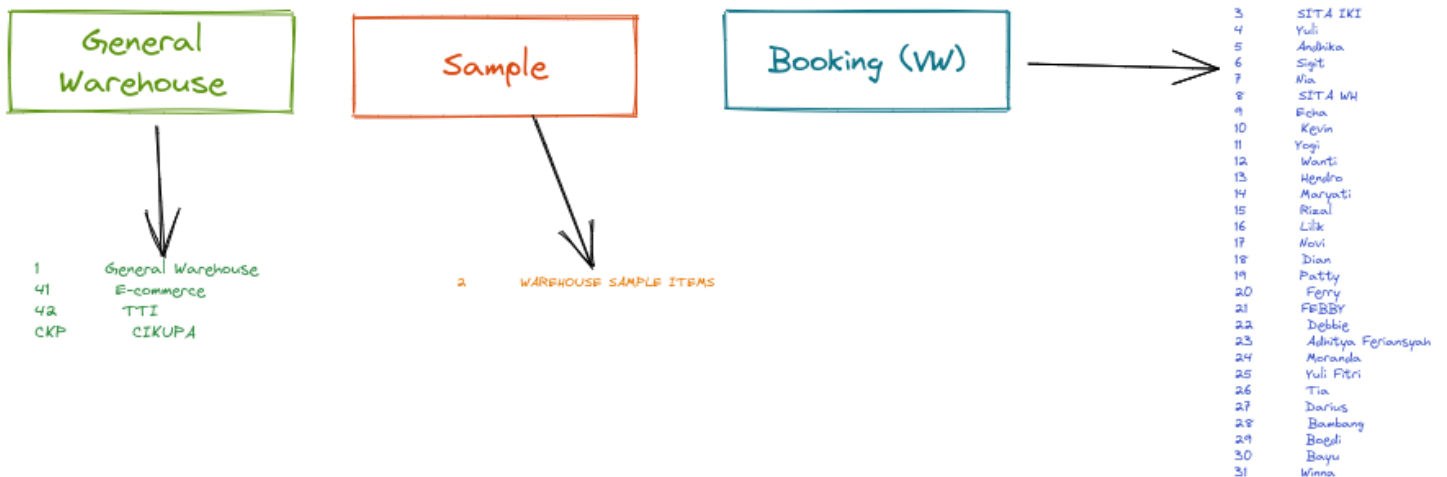 General
Warehouse
Sample
Booking (VW)
1 General Warehouse
41 E-commerce
42 TTI
CKP CIKUPA
2 WAREHOUSE SAMPLE ITEMS
3 SITA IKI
4 Yuli
5 Andhika
6 Sigit
7 Nia
8 SITA WH
9 Echa
10 Kevin
11 Yogi
12 Wanti
13 Hendro
14 Maryati
15 Rizal
16 Lilik
17 Novi
18 Dian
19 Patty
20 Ferry
21 FEBBY
22 Debbie
23 Adhitya Feriansyah
24 Moranda
25 Yuli Fitri
26 Tia
27 Darius
28 Bambang
29 Boedi
30 Bayu
31 Winna